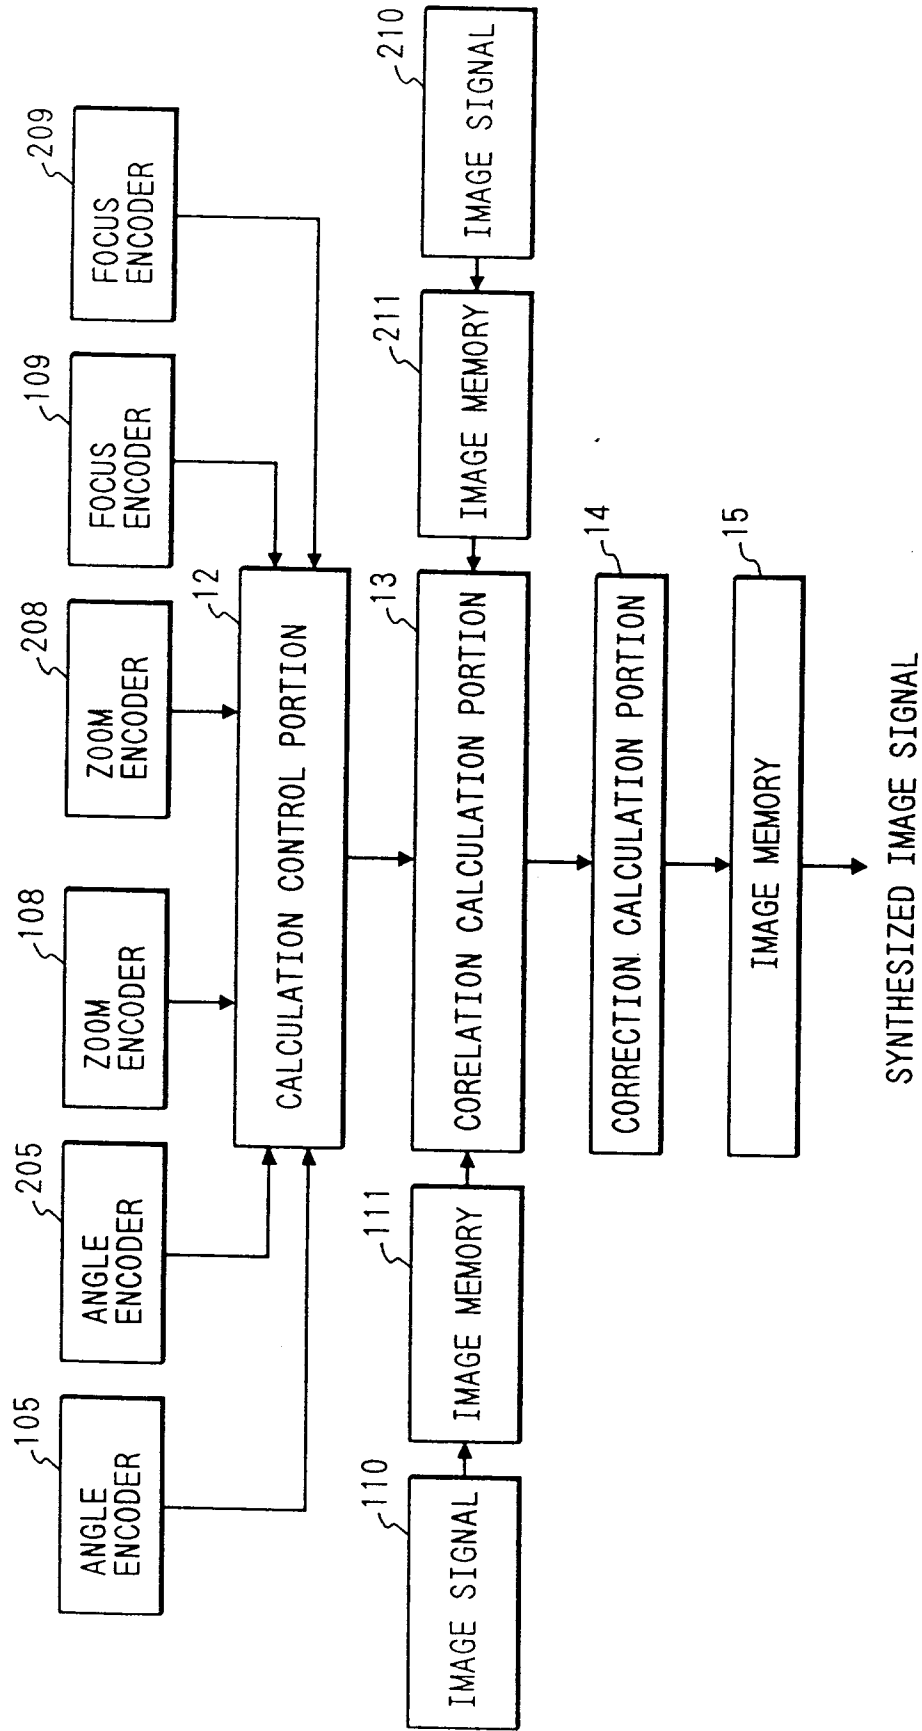 105
ANGLE
ENCODER
205
ANGLE
ENCODER
108
ZOOM
ENCODER
208
ZOOM
ENCODER
109
FOCUS
ENCODER
209
FOCUS
ENCODER
12
CALCULATION CONTROL PORTION
110
IMAGE SIGNAL
111
IMAGE MEMORY
13
CORELATION CALCULATION PORTION
211
IMAGE MEMORY
210
IMAGE SIGNAL
14
CORRECTION CALCULATION PORTION
15
IMAGE MEMORY
SYNTHESIZED IMAGE SIGNAL